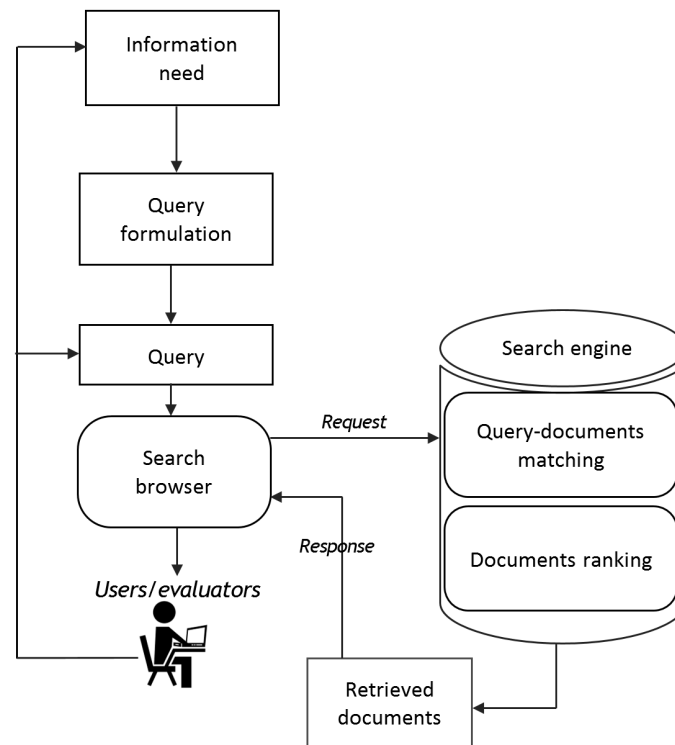 Information
need
Query
formulation
Query
Search engine
Request
Query-documents
matching
Search
browser
Response
Documents ranking
Users/evaluators
Retrieved
documents